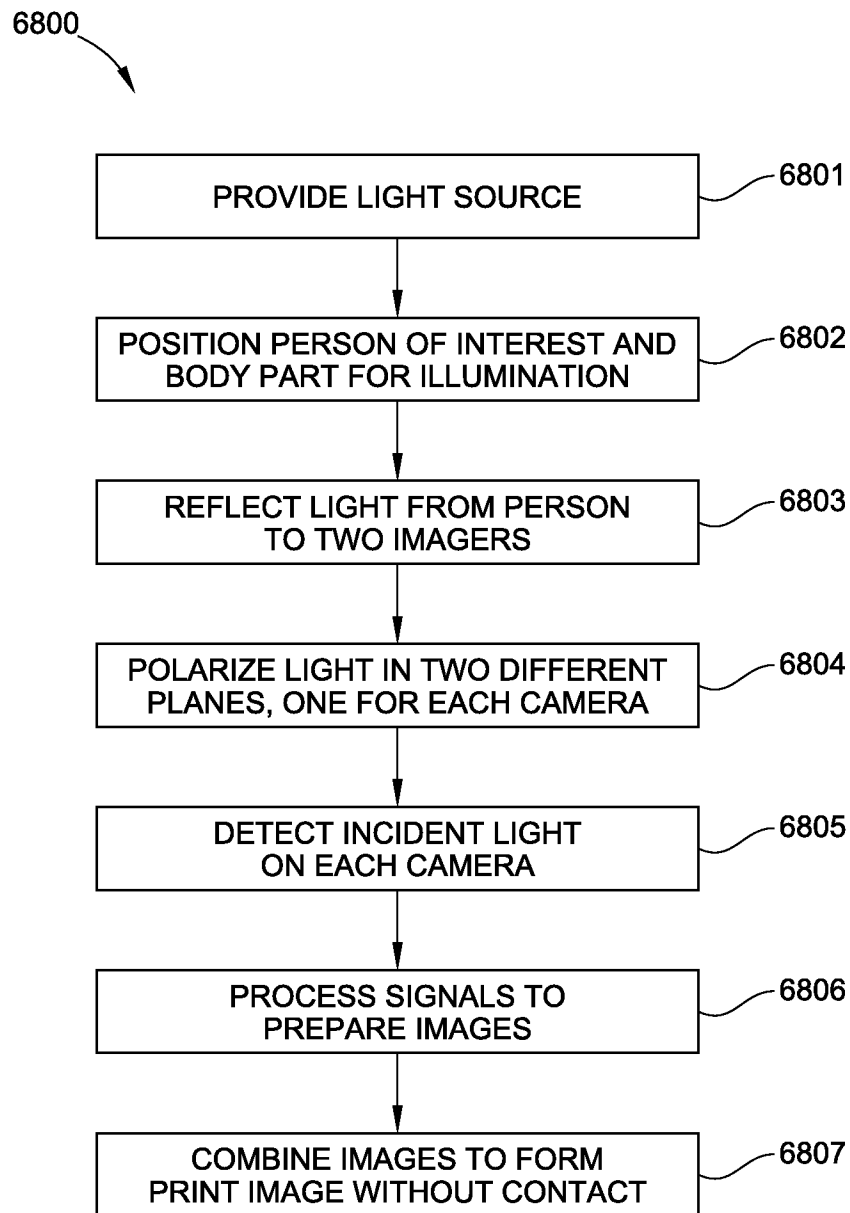 6800
PROVIDE LIGHT SOURCE
6801
POSITION PERSON OF INTEREST AND
BODY PART FOR ILLUMINATION
6802
REFLECT LIGHT FROM PERSON
TO TWO IMAGERS
6803
POLARIZE LIGHT IN TWO DIFFERENT
PLANES, ONE FOR EACH CAMERA
6804
DETECT INCIDENT LIGHT
ON EACH CAMERA
6805
PROCESS SIGNALS TO
PREPARE IMAGES
6806
COMBINE IMAGES TO FORM
PRINT IMAGE WITHOUT CONTACT
6807